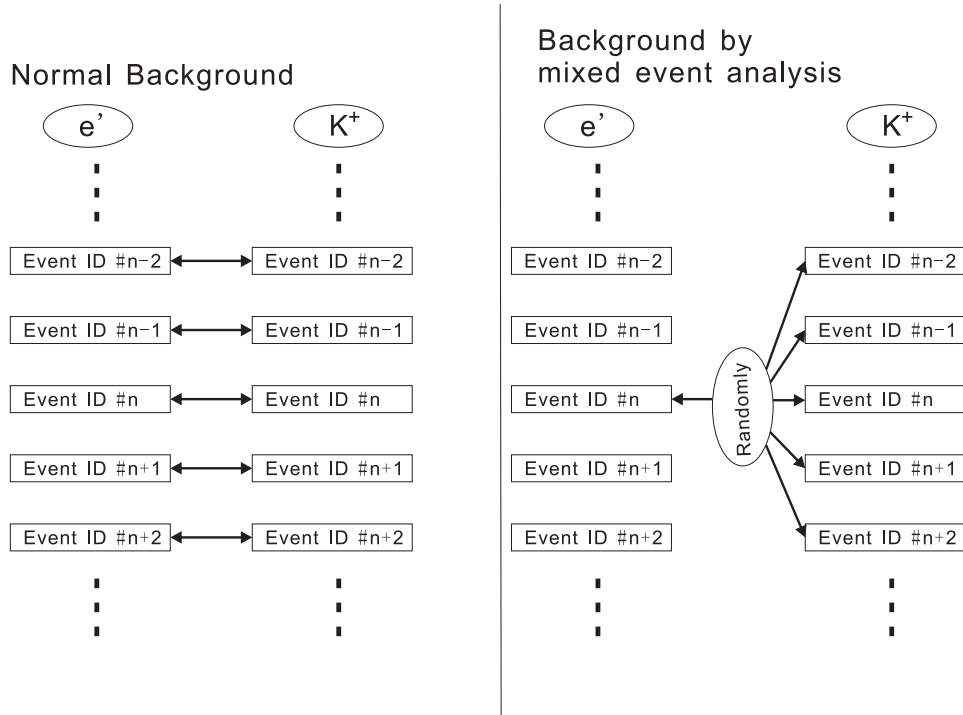 Normal Background
e’
K+
Event ID #n−2
Event ID #n−2
Event ID #n−1
Event ID #n−1
Event ID #n
Event ID #n
Event ID #n+1
Event ID #n+1
Event ID #n+2
Event ID #n+2
Background by
mixed event analysis
e’
K+
Event ID #n−2
Event ID #n−2
Event ID #n−1
Event ID #n−1
Event ID #n
Randomly
Event ID #n
Event ID #n+1
Event ID #n+1
Event ID #n+2
Event ID #n+2